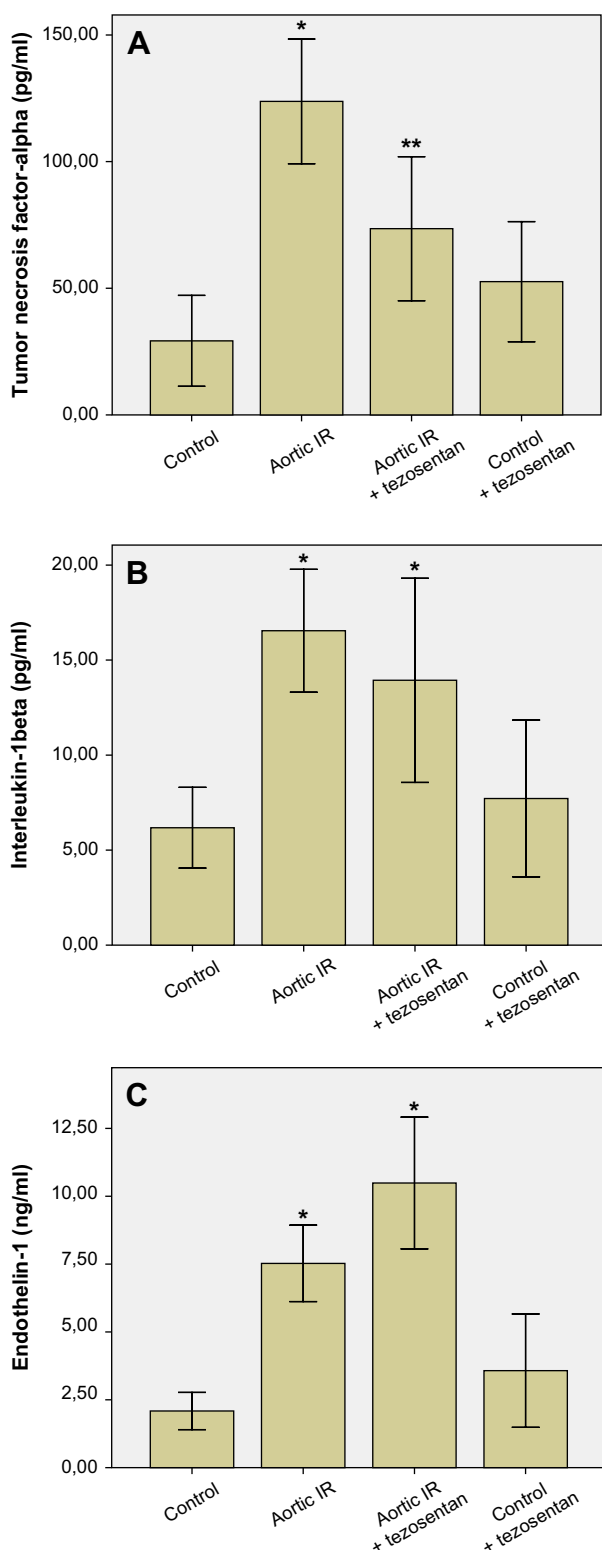 A
Tumor necrosis factor-alpha (pg/ml)
150,00
100,00
50,00
0,00
*
**
Control
Aortic IR
Aortic IR
+ tezosentan
Control
+ tezosentan
B
Interleukin-1beta (pg/ml)
20,00
15,00
10,00
5,00
0,00
*
*
Control
Aortic IR
Aortic IR
+ tezosentan
Control
+ tezosentan
C
Endothelin-1 (ng/ml)
12,50
10,00
7,50
5,00
2,50
0,00
*
*
Control
Aortic IR
Aortic IR
+ tezosentan
Control
+ tezosentan